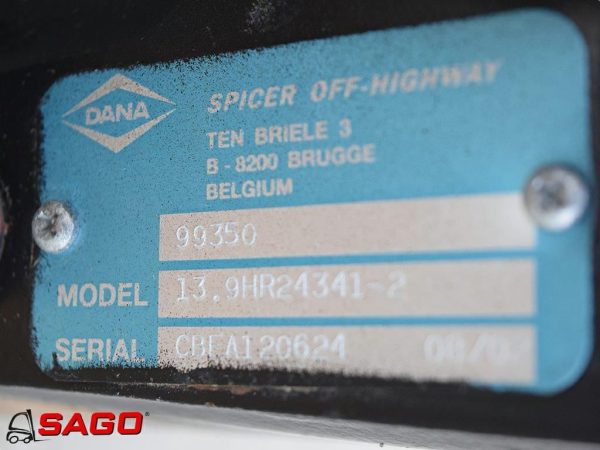 DANA
SPICER OFF-HIGHWAY
TEN BRIELE 3
B - 8200 BRUGGE
BELGIUM
99350
MODEL 13.9HR24341-2
SERIAL CBEA120624
SAGO®